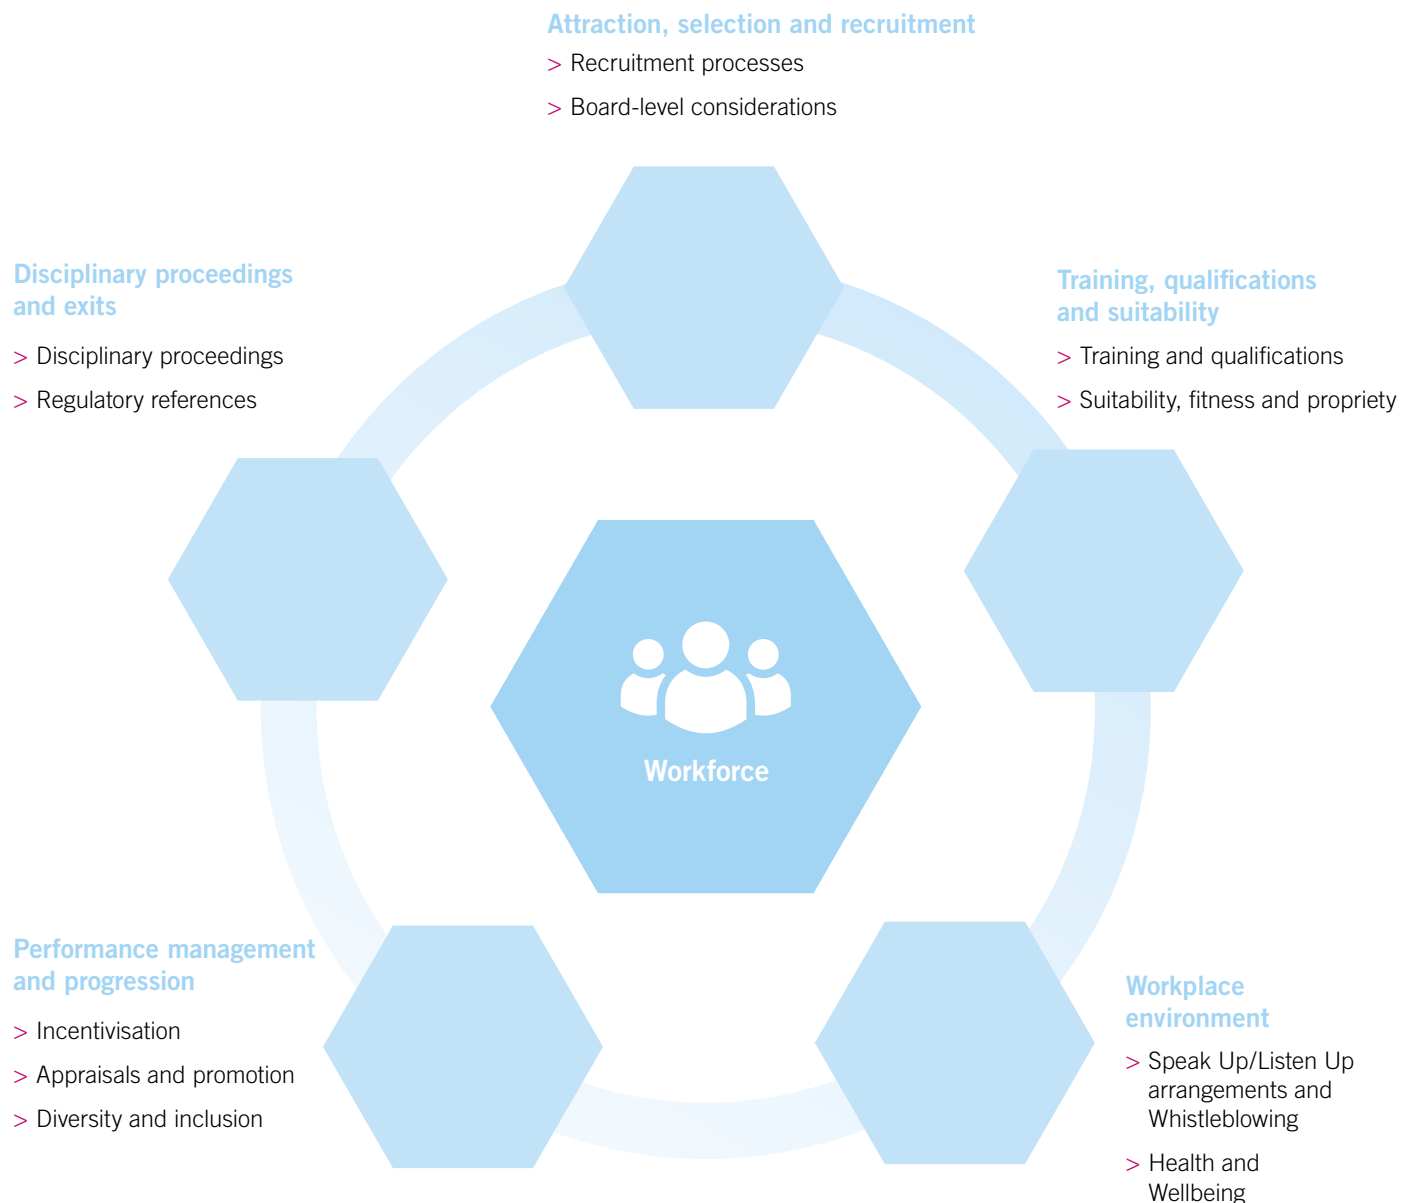 Attraction, selection and recruitment
> Recruitment processes
> Board-level considerations
Disciplinary proceedings
and exits
> Disciplinary proceedings
> Regulatory references
Training, qualifications
and suitability
> Training and qualifications
> Suitability, fitness and propriety
Workforce
Performance management
and progression
> Incentivisation
> Appraisals and promotion
> Diversity and inclusion
Workplace
environment
> Speak Up/Listen Up
arrangements and
Whistleblowing
> Health and
Wellbeing